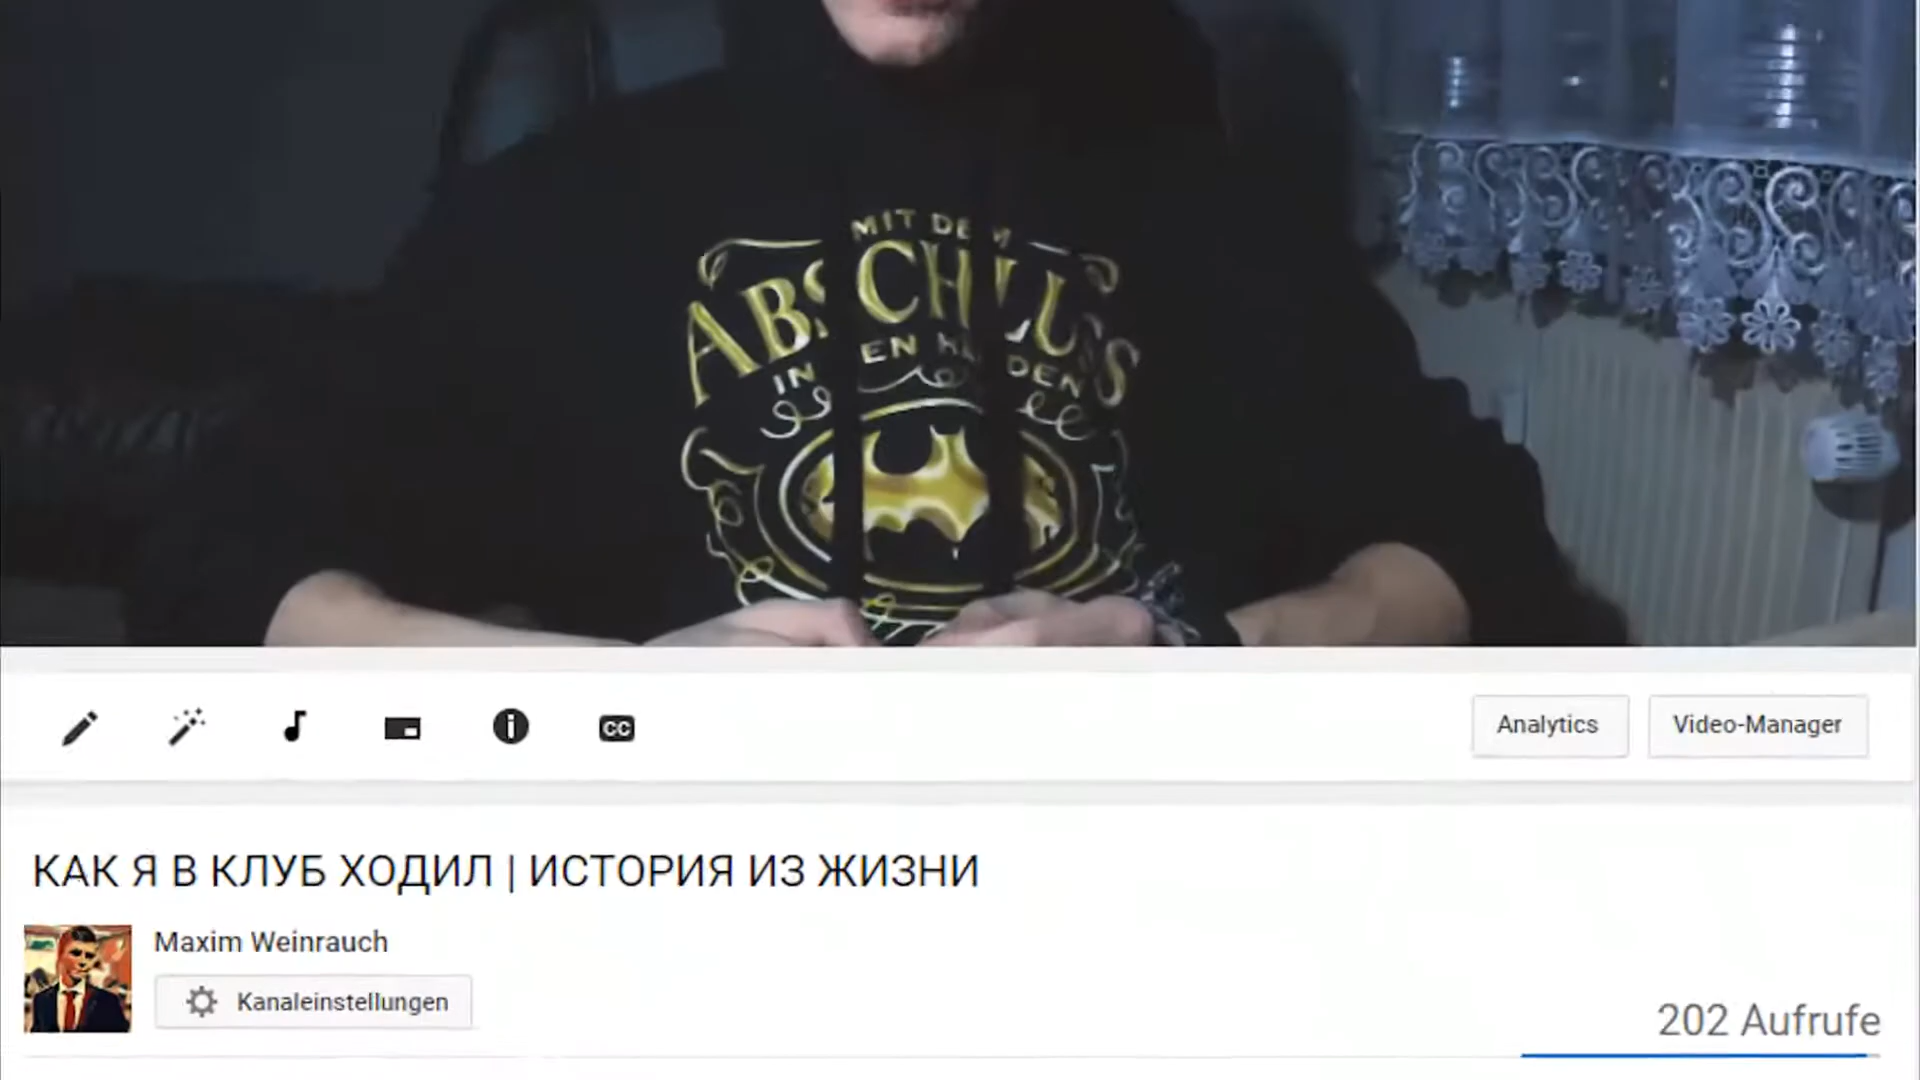 MIT DEM
ABSCHLUSS
IN DEN HÄNDEN
CC
Analytics
Video-Manager
КАК Я В КЛУБ ХОДИЛ | ИСТОРИЯ ИЗ ЖИЗНИ
Maxim Weinrauch
Kanaleinstellungen
202 Aufrufe